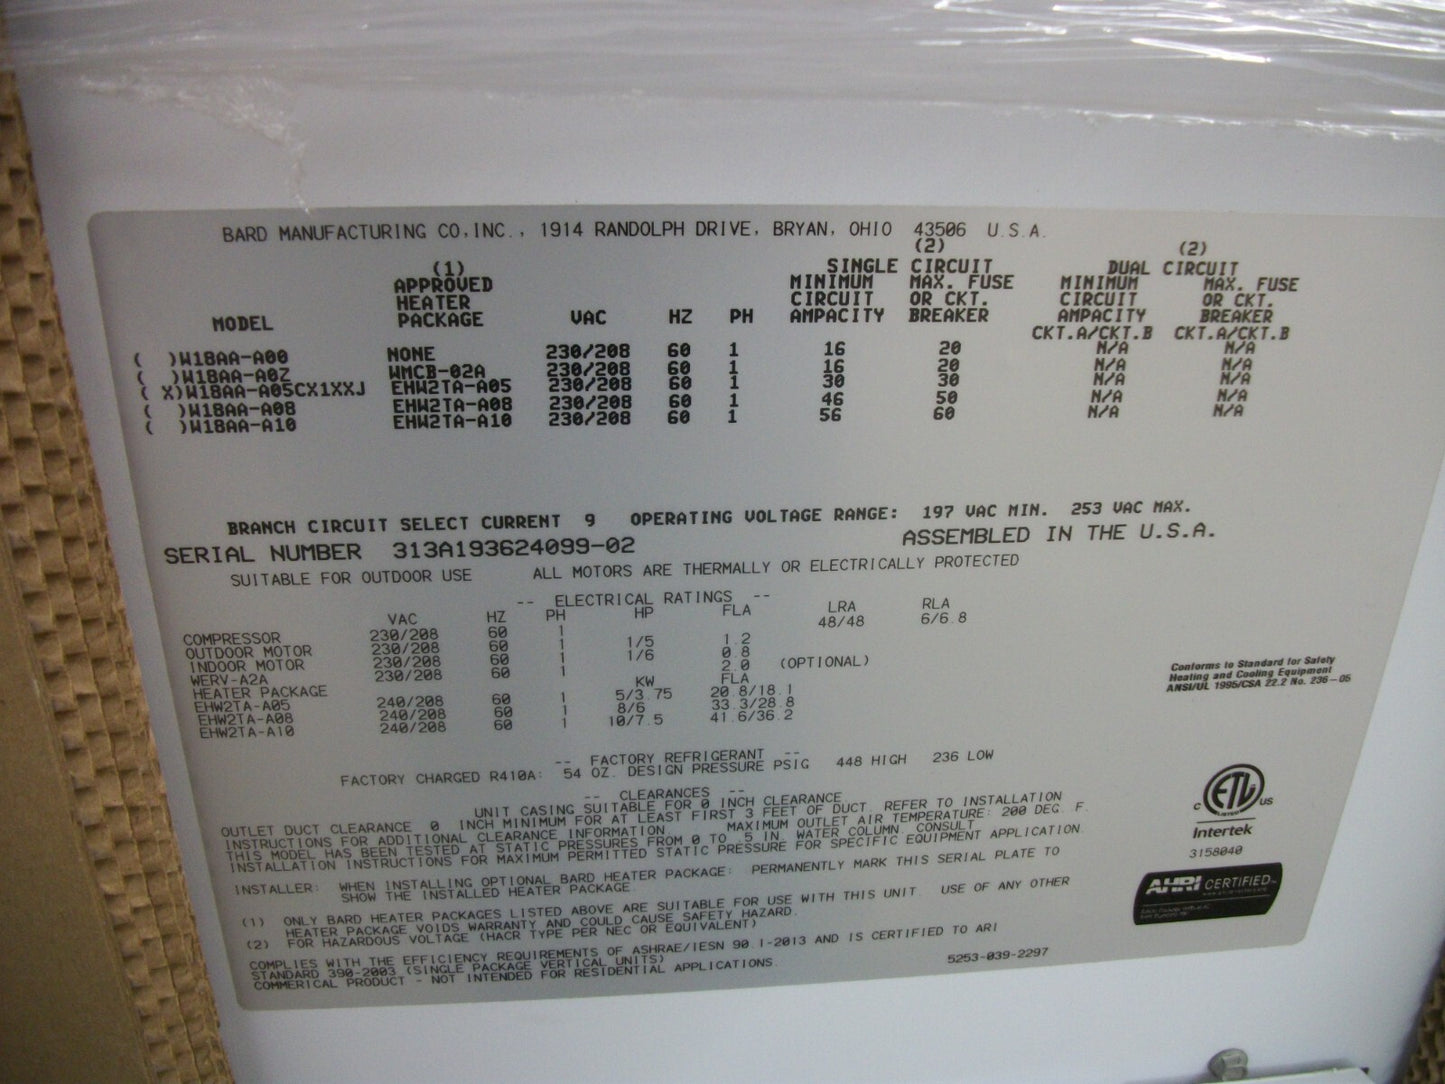 BARD MANUFACTURING CO,INC., 1914 RANDOLPH DRIVE, BRYAN, OHIO 43506 U.S.A.
(1) (2) (2)
SINGLE CIRCUIT DUAL CIRCUIT
APPROVED MINIMUM MAX. FUSE MINIMUM MAX. FUSE
HEATER CIRCUIT OR CKT. CIRCUIT OR CKT.
MODEL PACKAGE VAC HZ PH AMPACITY BREAKER AMPACITY BREAKER
CKT.A/CKT.B CKT.A/CKT.B
( )W18AA-A00 NONE 230/208 60 1 16 20 N/A N/A
( )W18AA-A0Z WMCB-02A 230/208 60 1 16 20 N/A N/A
( X)W18AA-A05CX1XXJ EHW2TA-A05 230/208 60 1 30 30 N/A N/A
( )W18AA-A08 EHW2TA-A08 230/208 60 1 46 50 N/A N/A
( )W18AA-A10 EHW2TA-A10 230/208 60 1 56 60 N/A N/A
BRANCH CIRCUIT SELECT CURRENT 9 OPERATING VOLTAGE RANGE: 197 VAC MIN. 253 VAC MAX.
SERIAL NUMBER 313A193624099-02 ASSEMBLED IN THE U.S.A.
SUITABLE FOR OUTDOOR USE ALL MOTORS ARE THERMALLY OR ELECTRICALLY PROTECTED
-- ELECTRICAL RATINGS --
VAC HZ PH HP FLA LRA RLA
COMPRESSOR 230/208 60 1 48/48 6/6.8
OUTDOOR MOTOR 230/208 60 1 1/5 1.2
INDOOR MOTOR 230/208 60 1 1/6 0.8
WERV-A2A 230/208 60 1 2.0 (OPTIONAL)
HEATER PACKAGE KW FLA
EHW2TA-A05 240/208 60 1 5/3.75 20.8/18.1
EHW2TA-A08 240/208 60 1 8/6 33.3/28.8
EHW2TA-A10 240/208 60 1 10/7.5 41.6/36.2
Conforms to Standard for Safety
Heating and Cooling Equipment
ANSI/UL 1995/CSA 22.2 No. 236-05
-- FACTORY REFRIGERANT --
FACTORY CHARGED R410A: 54 OZ. DESIGN PRESSURE PSIG 448 HIGH 236 LOW
-- CLEARANCES --
UNIT CASING SUITABLE FOR 0 INCH CLEARANCE
OUTLET DUCT CLEARANCE 0 INCH MINIMUM FOR AT LEAST FIRST 3 FEET OF DUCT. REFER TO INSTALLATION
INSTRUCTIONS FOR ADDITIONAL CLEARANCE INFORMATION MAXIMUM OUTLET AIR TEMPERATURE: 200 DEG. F.
THIS MODEL HAS BEEN TESTED AT STATIC PRESSURES FROM 0 TO .5 IN. WATER COLUMN. CONSULT
INSTALLATION INSTRUCTIONS FOR MAXIMUM PERMITTED STATIC PRESSURE FOR SPECIFIC EQUIPMENT APPLICATION.
INSTALLER: WHEN INSTALLING OPTIONAL BARD HEATER PACKAGE: PERMANENTLY MARK THIS SERIAL PLATE TO
SHOW THE INSTALLED HEATER PACKAGE.
(1) ONLY BARD HEATER PACKAGES LISTED ABOVE ARE SUITABLE FOR USE WITH THIS UNIT. USE OF ANY OTHER
HEATER PACKAGE VOIDS WARRANTY AND COULD CAUSE SAFETY HAZARD.
(2) FOR HAZARDOUS VOLTAGE (HACR TYPE PER NEC OR EQUIVALENT)
COMPLIES WITH THE EFFICIENCY REQUIREMENTS OF ASHRAE/IESN 90.1-2013 AND IS CERTIFIED TO ARI
STANDARD 390-2003 (SINGLE PACKAGE VERTICAL UNITS)
COMMERICAL PRODUCT - NOT INTENDED FOR RESIDENTIAL APPLICATIONS.
5253-039-2297
c ETL us
LISTED
Intertek
3158040
AHRI CERTIFIED™